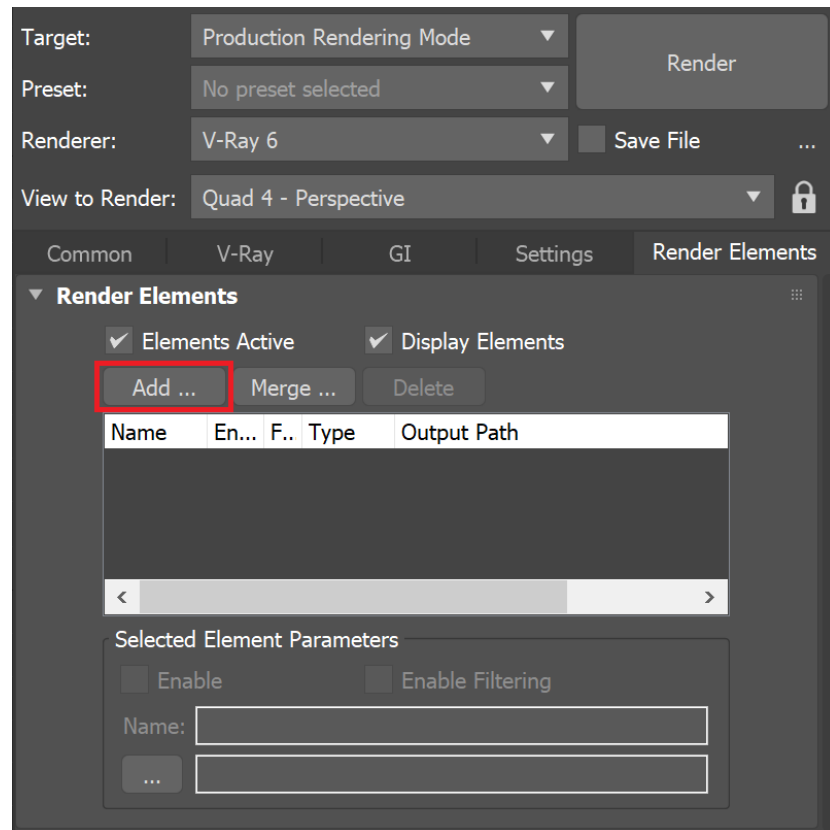 Target: Production Rendering Mode Render
Preset: No preset selected
Renderer: V-Ray 6 Save File ...
View to Render: Quad 4 - Perspective
Common V-Ray GI Settings Render Elements
Render Elements
Elements Active Display Elements
Add ... Merge ... Delete
Name En... F.. Type Output Path
Selected Element Parameters
Enable Enable Filtering
Name:
...